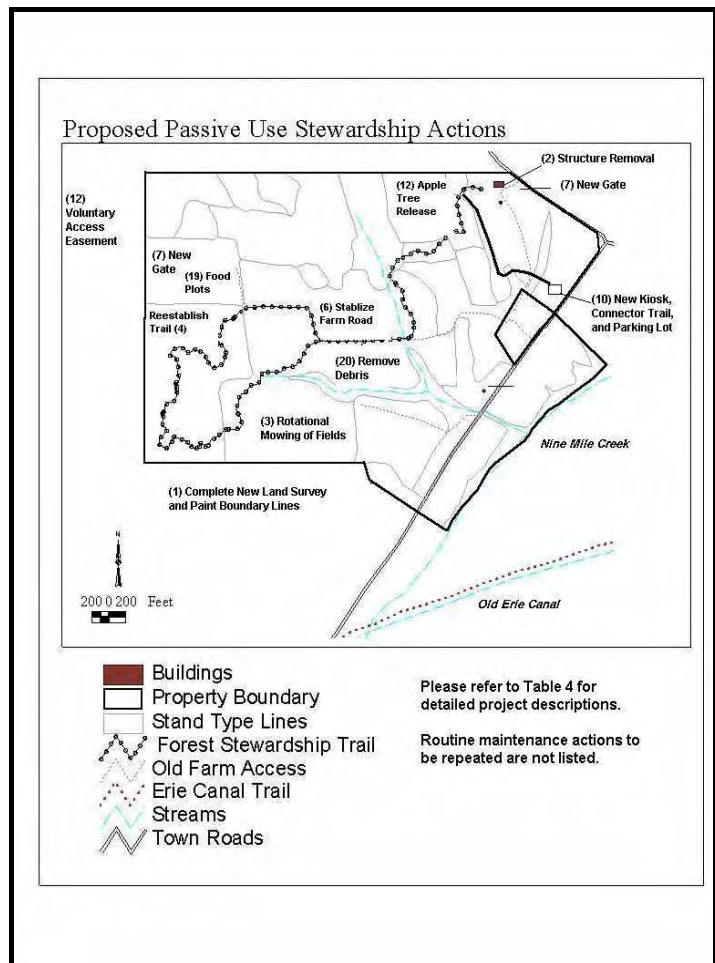 Proposed Passive Use Stewardship Actions
(2) Structure Removal
(12
Voluntary
Access
Easement
(12) Apple
Tree
Release
(7) New Gate
(7) New
Gate
(19) Food
Plots
(10) New Kiosk,
Connector Trail,
and Parking Lot
Reestablish
Trail (4)
(6) Stablize
Farm Road
(20) Remove
Debris
(3) Rotational
Mowing of Fields
Nine Mile Creek
(1) Complete New Land Survey
and Paint Boundary Lines
N
200 0 200 Feet
Old Erie Canal
Buildings
Property Boundary
Stand Type Lines
Forest Stewardship Trail
Old Farm Access
Erie Canal Trail
Streams
Town Roads
Please refer to Table 4 for
detailed project descriptions.
Routine maintenance actions to
be repeated are not listed.